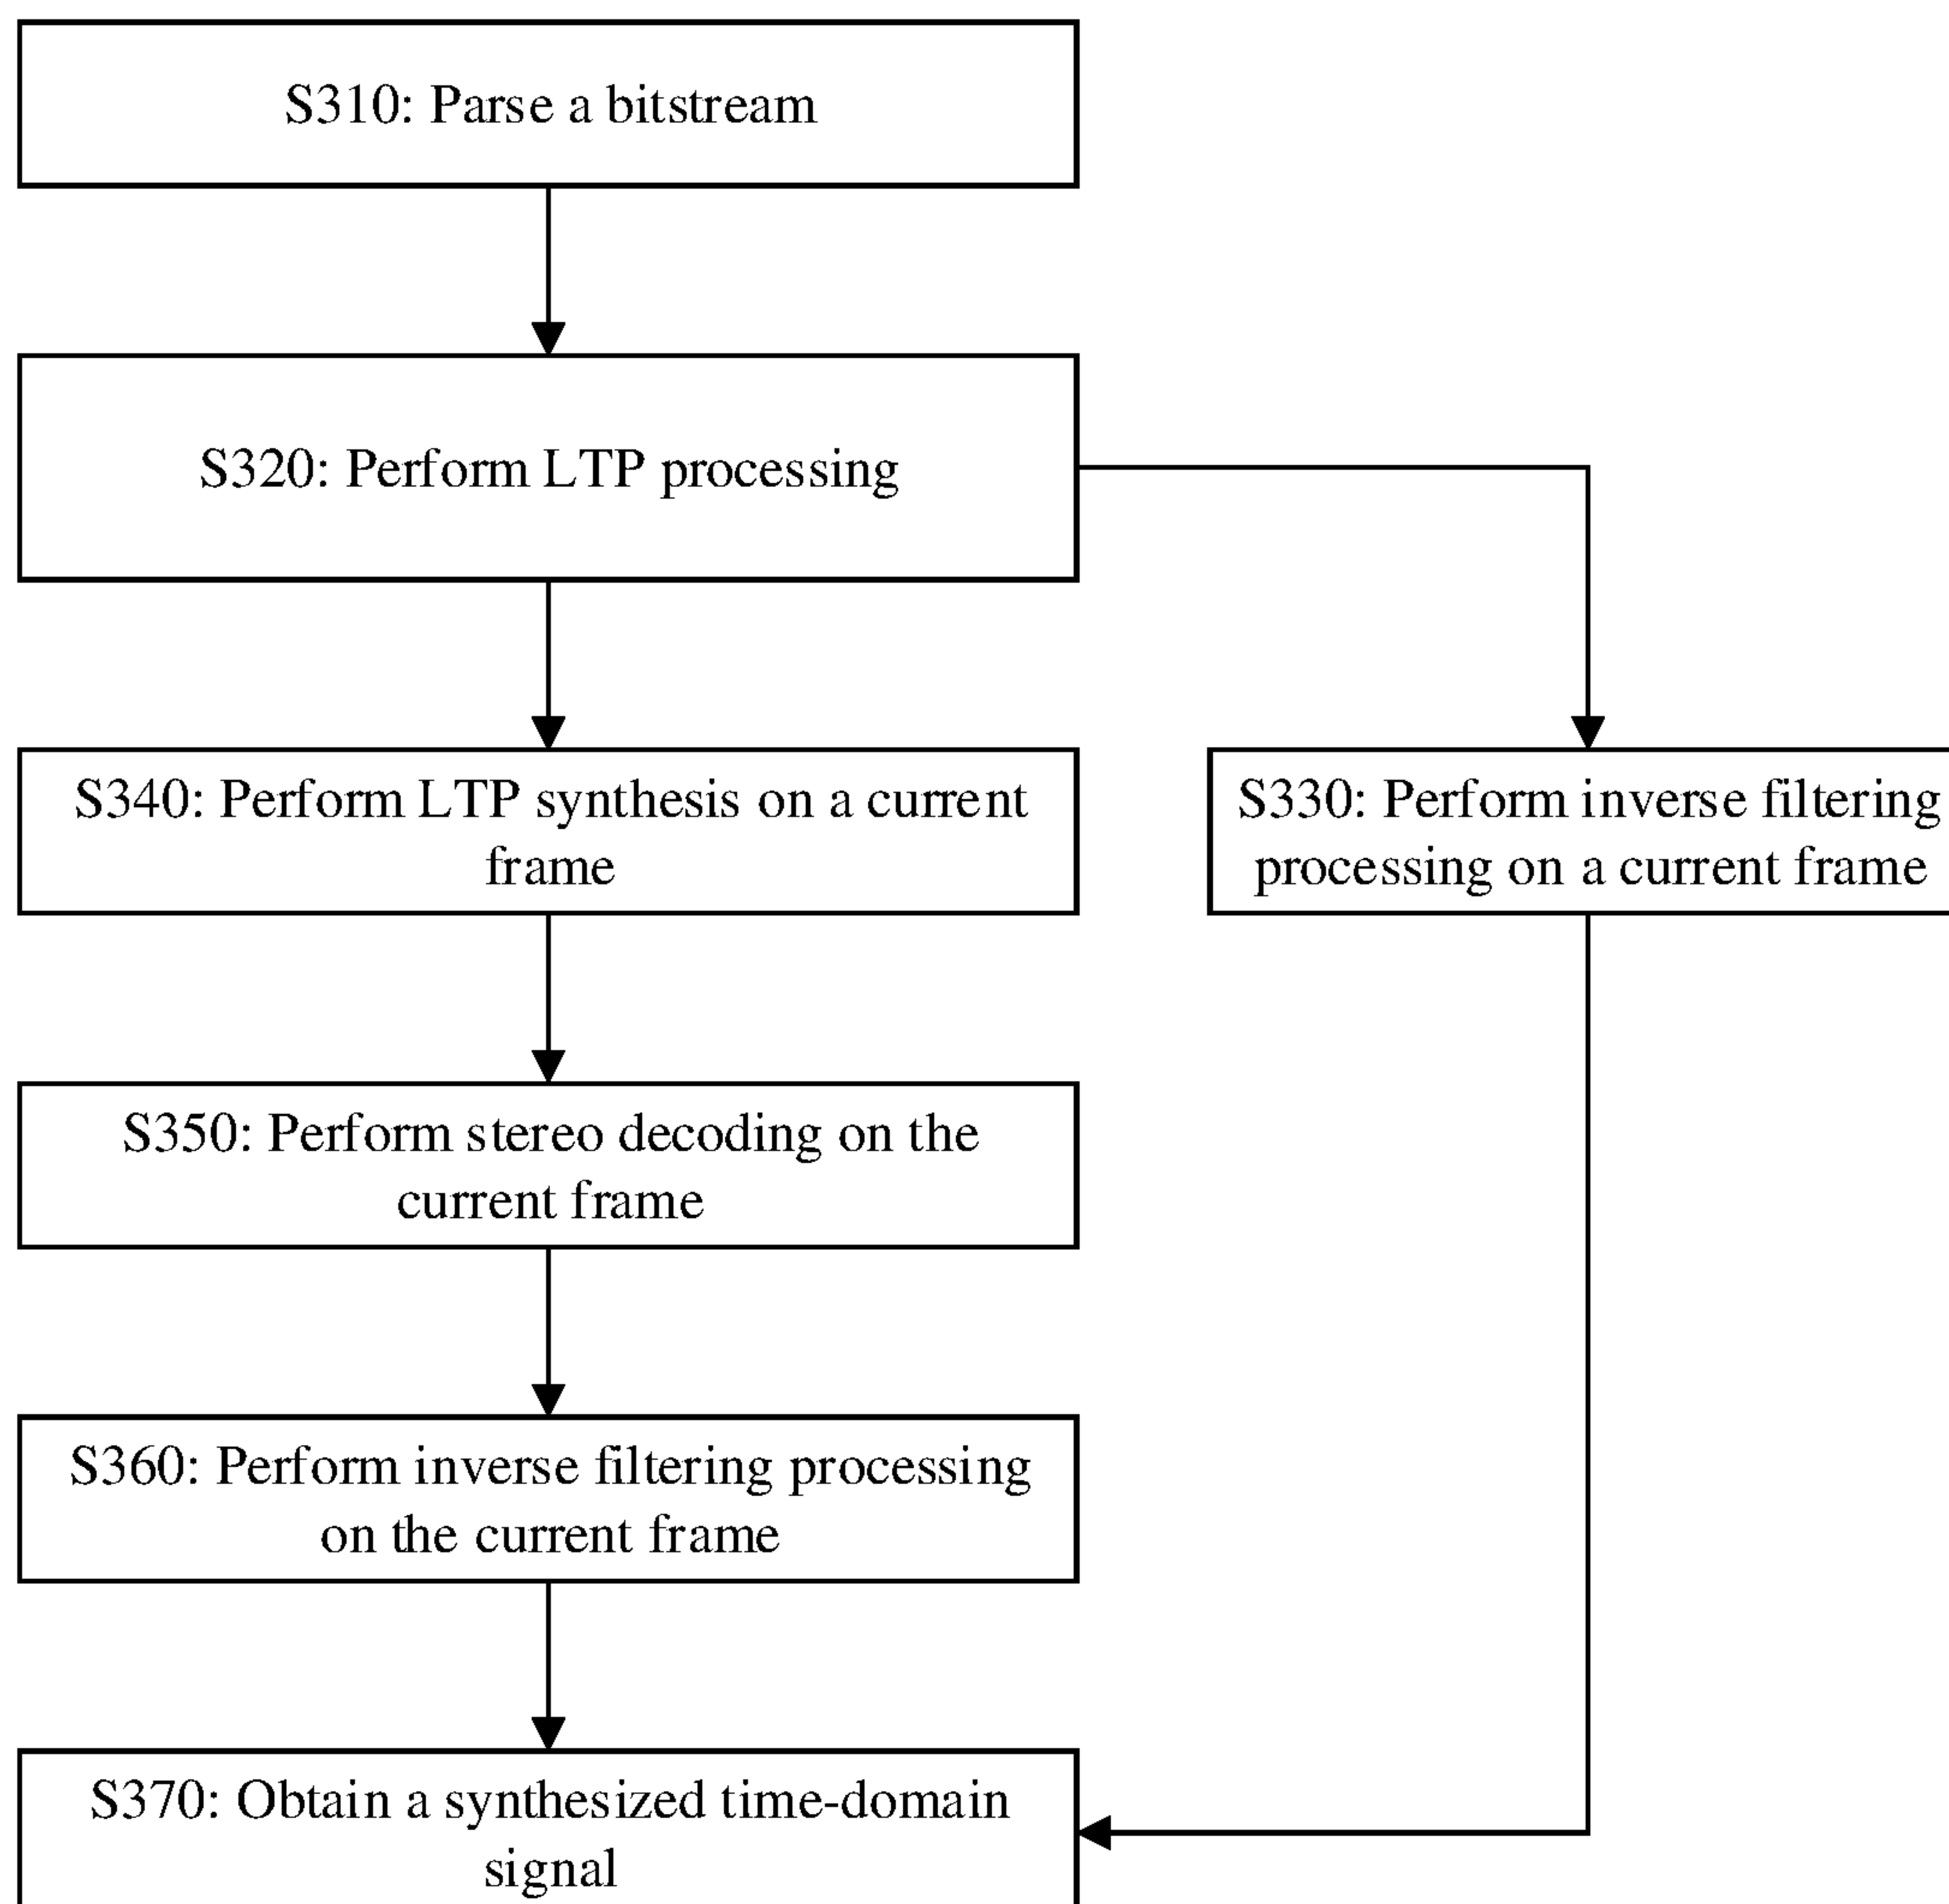 S310: Parse a bitstream
S320: Perform LTP processing
S340: Perform LTP synthesis on a current
frame
S330: Perform inverse filtering
processing on a current frame
S350: Perform stereo decoding on the
current frame
S360: Perform inverse filtering processing
on the current frame
S370: Obtain a synthesized time-domain
signal